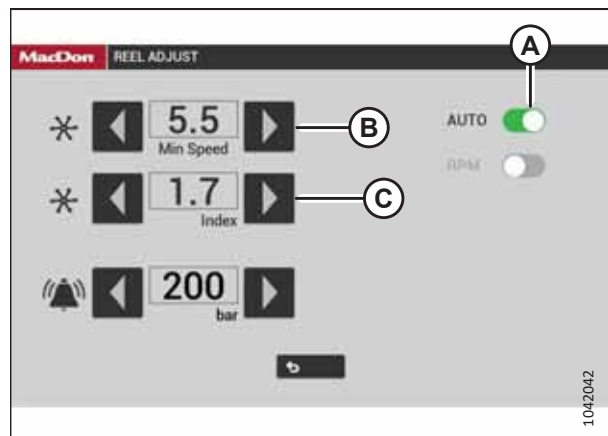 MacDon REEL ADJUST
A
5.5
Min Speed
B
AUTO
RPM
1.7
Index
C
200
bar
1042042